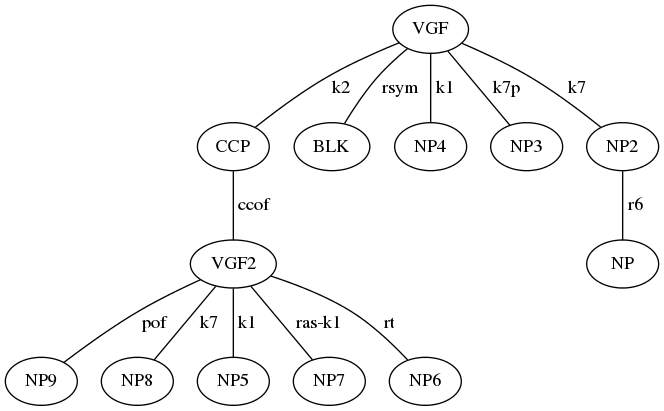 VGF
k2 rsym k1 k7p k7
CCP BLK NP4 NP3 NP2
ccof r6
VGF2 NP
pof k7 k1 ras-k1 rt
NP9 NP8 NP5 NP7 NP6